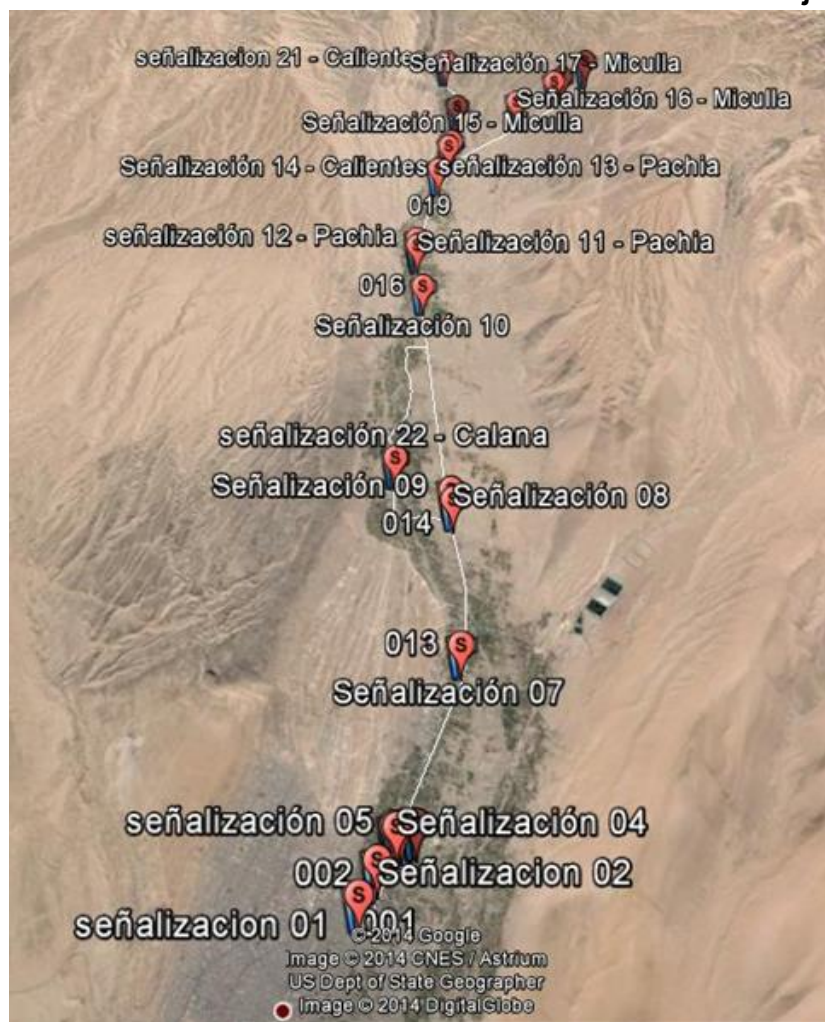 señalizacion 21 - Calientes
Señalización 17 - Miculla
Señalización 16 - Miculla
Señalización 15 - Miculla
Señalización 14 - Calientes
señalización 13 - Pachia
019
señalización 12 - Pachia
Señalización 11 - Pachia
016
Señalización 10
señalización 22 - Calana
Señalización 09
Señalización 08
014
013
Señalización 07
señalización 05
Señalización 04
002
Señalizacion 02
señalizacion 01
001
© 2014 Google
Image © 2014 CNES / Astrium
US Dept of State Geographer
Image © 2014 DigitalGlobe